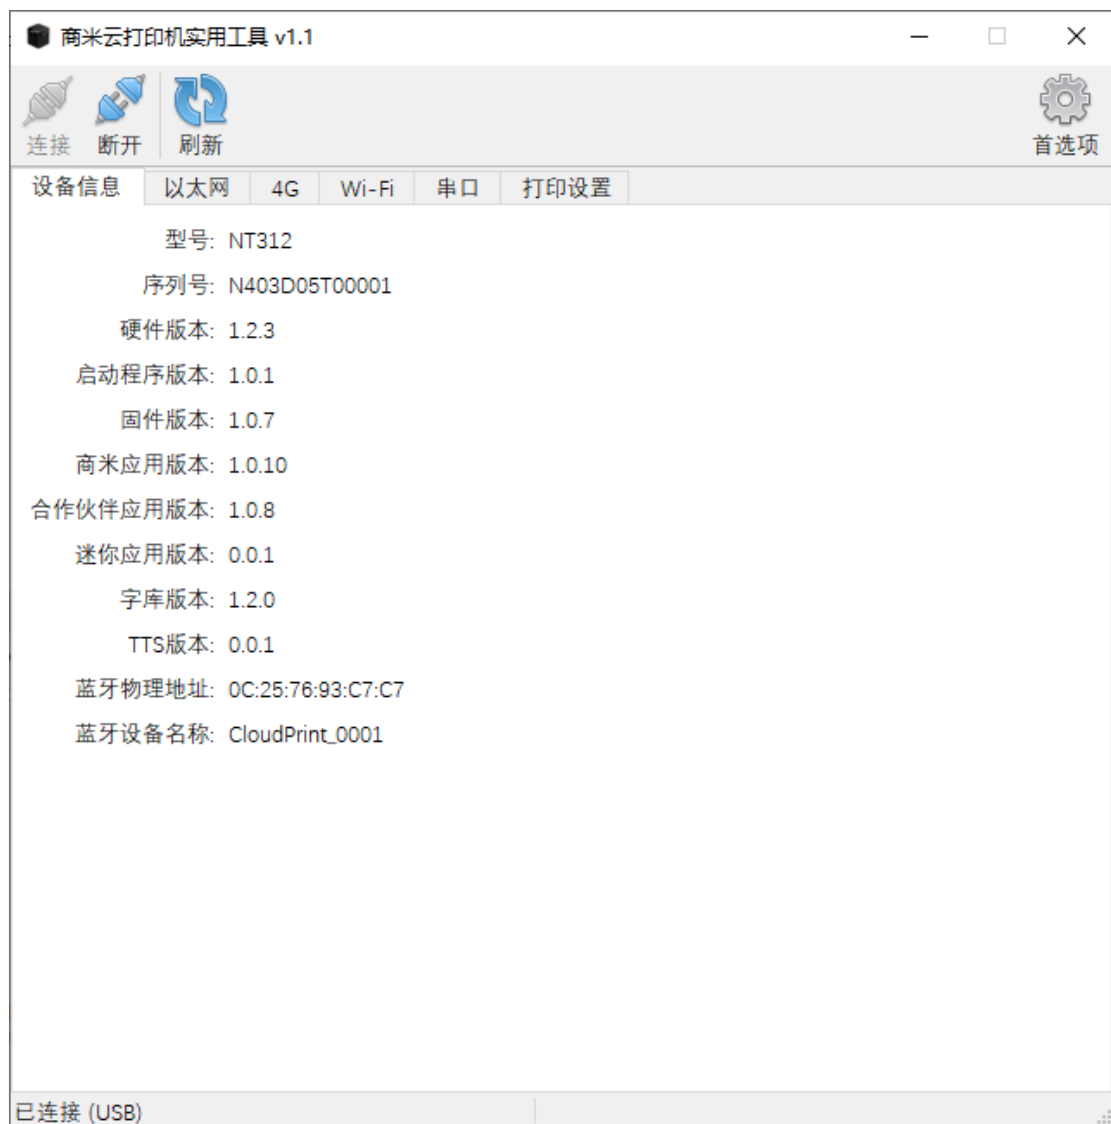 商米云打印机实用工具 v1.1
连接 断开 刷新 首选项
设备信息 以太网 4G Wi-Fi 串口 打印设置
型号: NT312
序列号: N403D05T00001
硬件版本: 1.2.3
启动程序版本: 1.0.1
固件版本: 1.0.7
商米应用版本: 1.0.10
合作伙伴应用版本: 1.0.8
迷你应用版本: 0.0.1
字库版本: 1.2.0
TTS版本: 0.0.1
蓝牙物理地址: 0C:25:76:93:C7:C7
蓝牙设备名称: CloudPrint_0001
已连接 (USB)